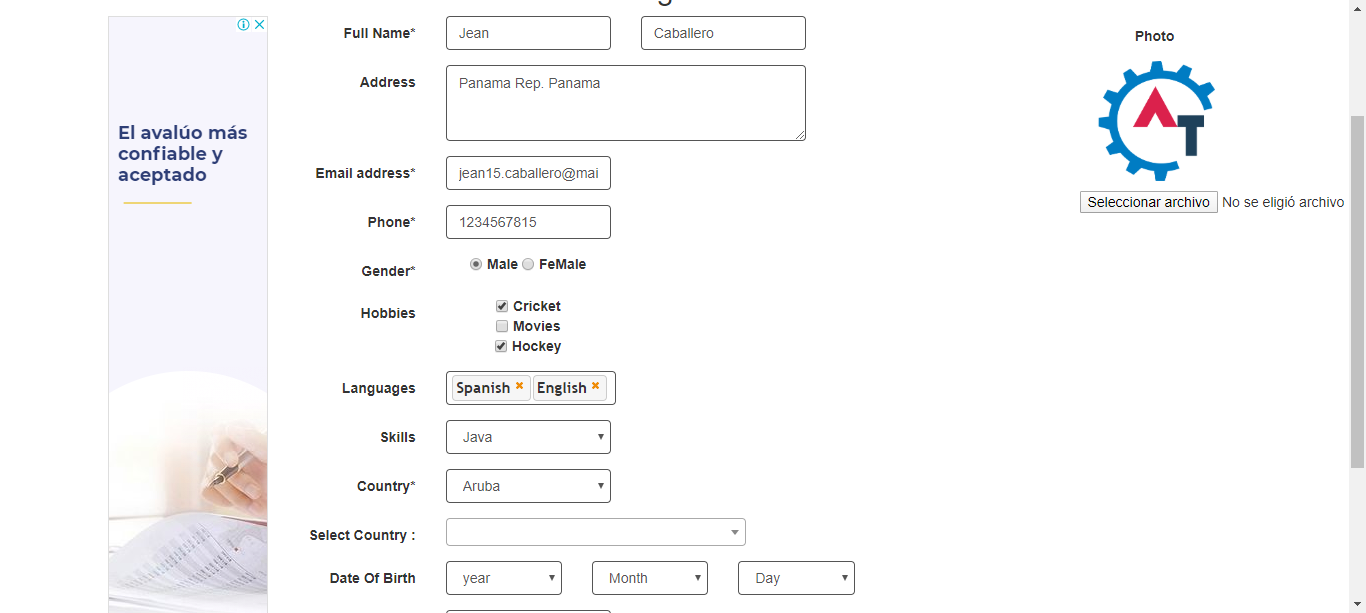 Full Name* Jean Caballero
Photo
Address Panama Rep. Panama
El avalúo más
confiable y
aceptado
Email address* jean15.caballero@mai
Seleccionar archivo No se eligió archivo
Phone* 1234567815
Gender* Male FeMale
Hobbies Cricket
Movies
Hockey
Languages Spanish English
Skills Java
Country* Aruba
Select Country :
Date Of Birth year Month Day